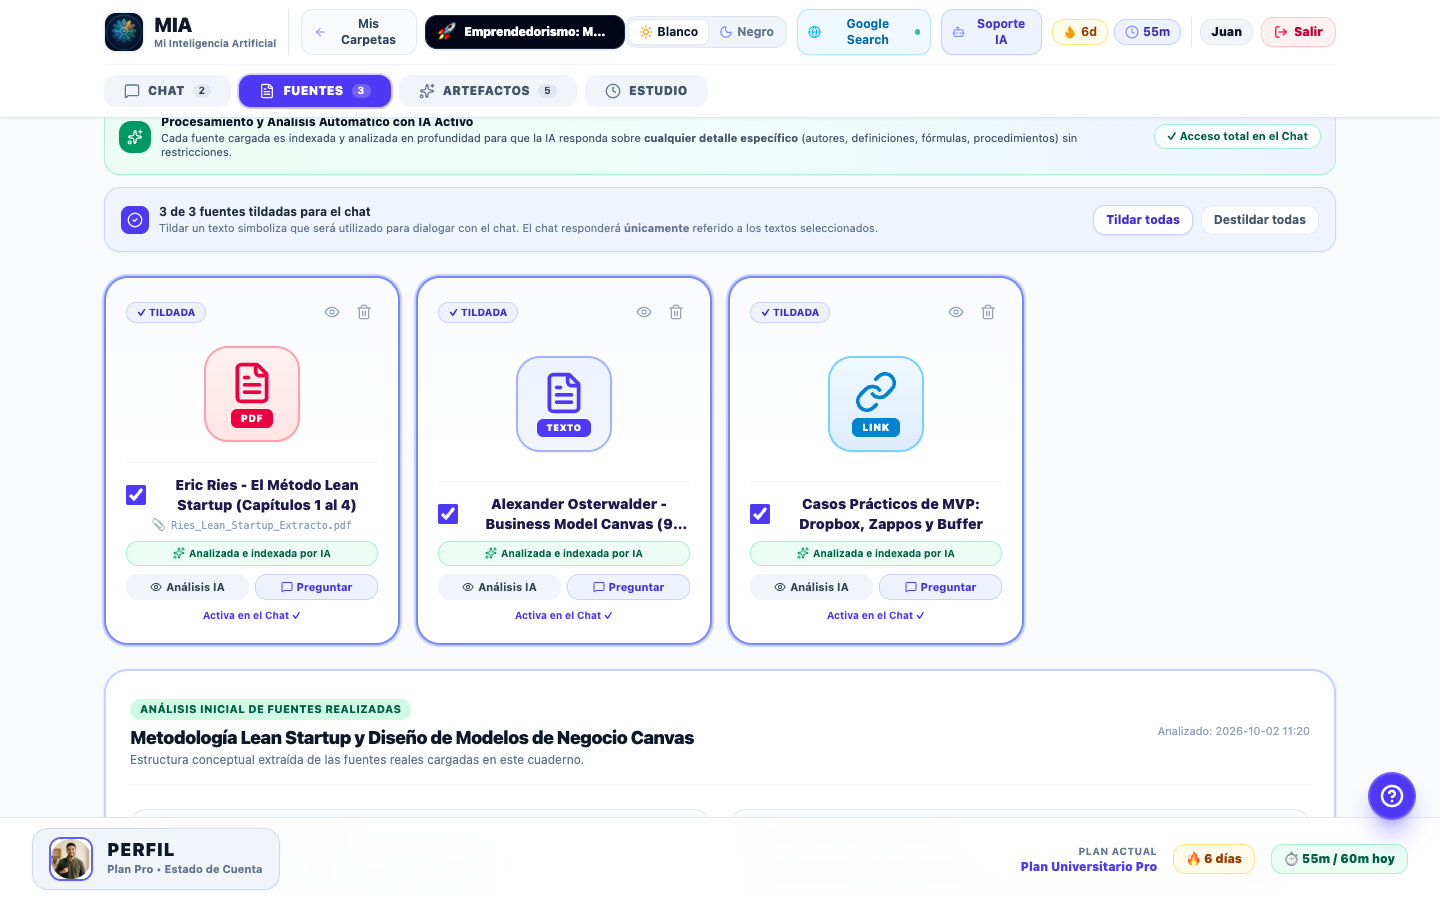 MIA
Mi Inteligencia Artificial
Mis
Carpetas
🚀 Emprendedorismo: M...
Blanco
Negro
Google
Search
Soporte
IA
6d
55m
Juan
Salir
CHAT 2
FUENTES 3
ARTEFACTOS 5
ESTUDIO
Procesamiento y Análisis Automático con IA Activo
Cada fuente cargada es indexada y analizada en profundidad para que la IA responda sobre cualquier detalle específico (autores, definiciones, fórmulas, procedimientos) sin
restricciones.
✓ Acceso total en el Chat
3 de 3 fuentes tildadas para el chat
Tildar un texto simboliza que será utilizado para dialogar con el chat. El chat responderá únicamente referido a los textos seleccionados.
Tildar todas
Destildar todas
✓ TILDADA
PDF
Eric Ries - El Método Lean
Startup (Capítulos 1 al 4)
Ries_Lean_Startup_Extracto.pdf
Analizada e indexada por IA
Análisis IA
Preguntar
Activa en el Chat ✓
✓ TILDADA
TEXTO
Alexander Osterwalder -
Business Model Canvas (9...
Analizada e indexada por IA
Análisis IA
Preguntar
Activa en el Chat ✓
✓ TILDADA
LINK
Casos Prácticos de MVP:
Dropbox, Zappos y Buffer
Analizada e indexada por IA
Análisis IA
Preguntar
Activa en el Chat ✓
ANÁLISIS INICIAL DE FUENTES REALIZADAS
Metodología Lean Startup y Diseño de Modelos de Negocio Canvas
Estructura conceptual extraída de las fuentes reales cargadas en este cuaderno.
Analizado: 2026-10-02 11:20
PERFIL
Plan Pro • Estado de Cuenta
PLAN ACTUAL
Plan Universitario Pro
🔥 6 días
⏱️ 55m / 60m hoy